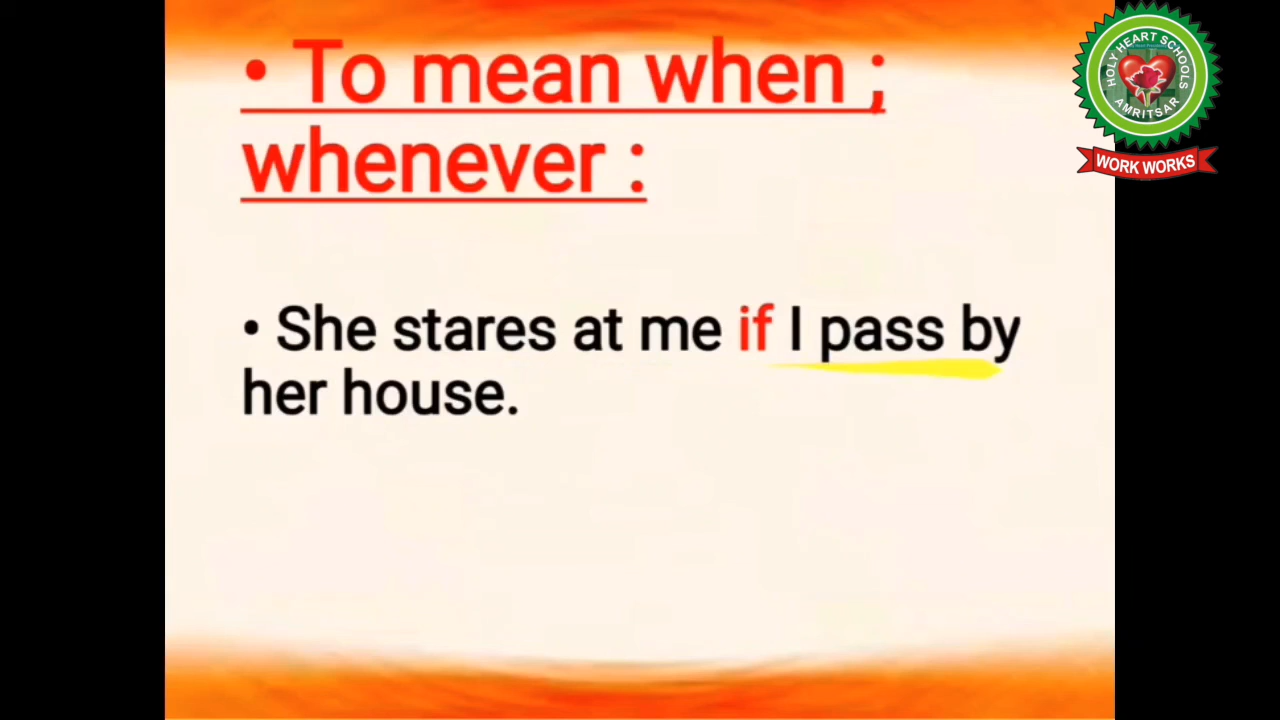 • To mean when ;
whenever :
• She stares at me if I pass by
her house.
HOLY HEART SCHOOLS
AMRITSAR
WORK WORKS